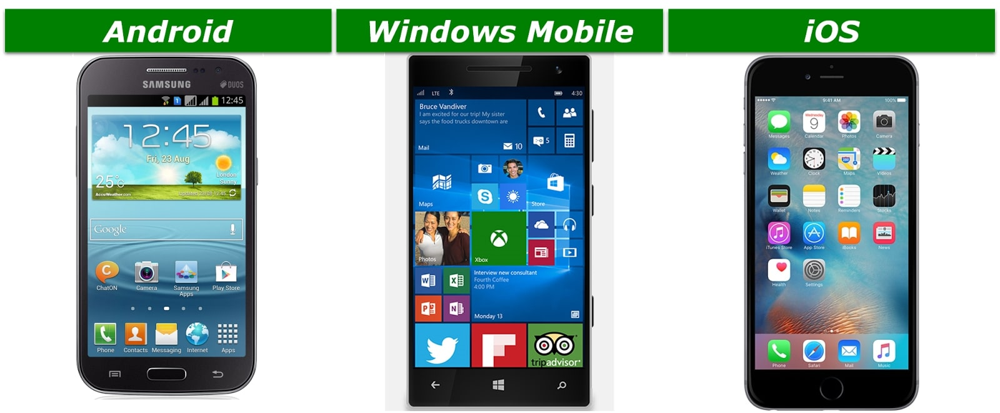 Android
Windows Mobile
iOS
SAMSUNG
DUOS
1
12:45
12:45
Fri, 23 Aug
25°c
London
Sunny
AccuWeather.com
Updated 23/08 12:45
Google
ChatON
Camera
Samsung
Apps
Play Store
Phone
Contacts
Messaging
Internet
Apps
LTE
4:30
Bruce Vandiver
I am excited for our trip! My sister
says the food trucks downtown are
Mail
10
5
Maps
Store
Photos
Xbox
Interview new consultant
Fourth Coffee
4:00 PM
Monday 13
tripadvisor
9:41 AM
100%
Wednesday
9
Messages
Calendar
Photos
Camera
280
Weather
Clock
Maps
Videos
Wallet
Notes
Reminders
Stocks
iTunes Store
App Store
iBooks
News
Health
Settings
Phone
Safari
Mail
Music